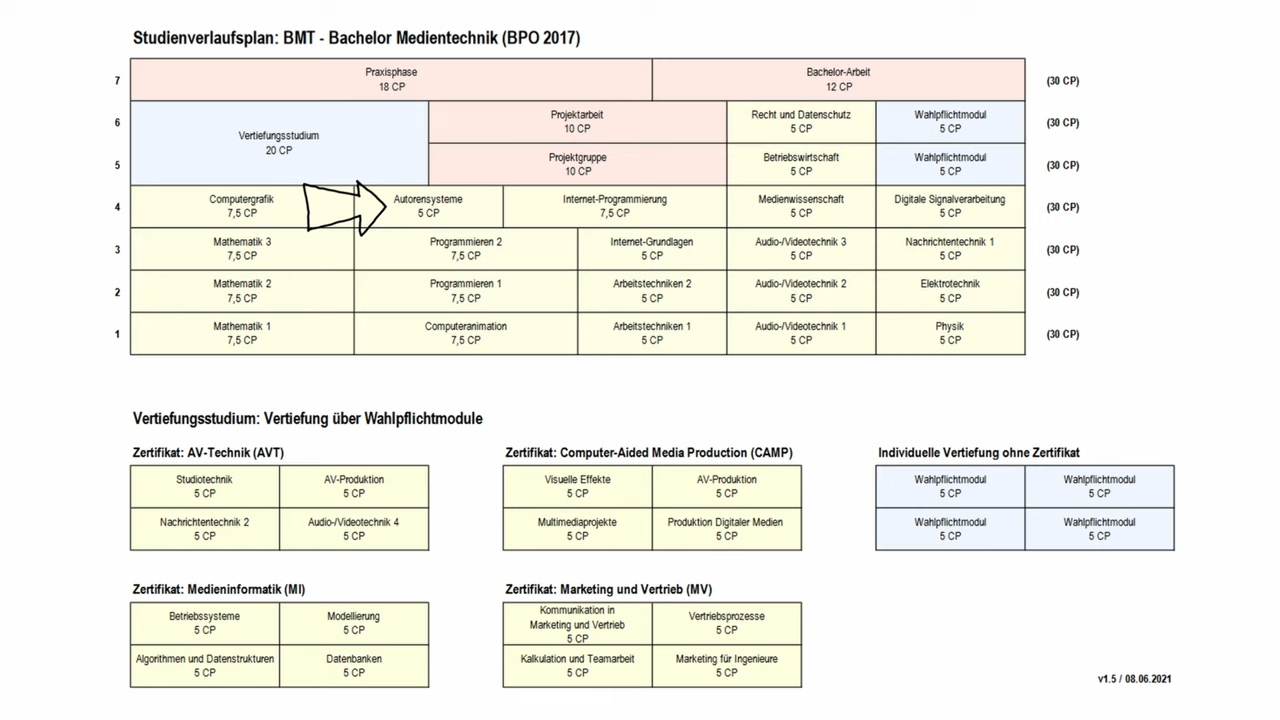 Studienverlaufsplan: BMT - Bachelor Medientechnik (BPO 2017)
7
Praxisphase
18 CP
Bachelor-Arbeit
12 CP
(30 CP)
6
Vertiefungsstudium
20 CP
Projektarbeit
10 CP
Recht und Datenschutz
5 CP
Wahlpflichtmodul
5 CP
(30 CP)
5
Projektgruppe
10 CP
Betriebswirtschaft
5 CP
Wahlpflichtmodul
5 CP
(30 CP)
4
Computergrafik
7,5 CP
Autorensysteme
5 CP
Internet-Programmierung
7,5 CP
Medienwissenschaft
5 CP
Digitale Signalverarbeitung
5 CP
(30 CP)
3
Mathematik 3
7,5 CP
Programmieren 2
7,5 CP
Internet-Grundlagen
5 CP
Audio-/Videotechnik 3
5 CP
Nachrichtentechnik 1
5 CP
(30 CP)
2
Mathematik 2
7,5 CP
Programmieren 1
7,5 CP
Arbeitstechniken 2
5 CP
Audio-/Videotechnik 2
5 CP
Elektrotechnik
5 CP
(30 CP)
1
Mathematik 1
7,5 CP
Computeranimation
7,5 CP
Arbeitstechniken 1
5 CP
Audio-/Videotechnik 1
5 CP
Physik
5 CP
(30 CP)
Vertiefungsstudium: Vertiefung über Wahlpflichtmodule
Zertifikat: AV-Technik (AVT)
Studiotechnik
5 CP
AV-Produktion
5 CP
Nachrichtentechnik 2
5 CP
Audio-/Videotechnik 4
5 CP
Zertifikat: Computer-Aided Media Production (CAMP)
Visuelle Effekte
5 CP
AV-Produktion
5 CP
Multimediaprojekte
5 CP
Produktion Digitaler Medien
5 CP
Individuelle Vertiefung ohne Zertifikat
Wahlpflichtmodul
5 CP
Wahlpflichtmodul
5 CP
Wahlpflichtmodul
5 CP
Wahlpflichtmodul
5 CP
Zertifikat: Medieninformatik (MI)
Betriebssysteme
5 CP
Modellierung
5 CP
Algorithmen und Datenstrukturen
5 CP
Datenbanken
5 CP
Zertifikat: Marketing und Vertrieb (MV)
Kommunikation in
Marketing und Vertrieb
5 CP
Vertriebsprozesse
5 CP
Kalkulation und Teamarbeit
5 CP
Marketing für Ingenieure
5 CP
v1.5 / 08.06.2021